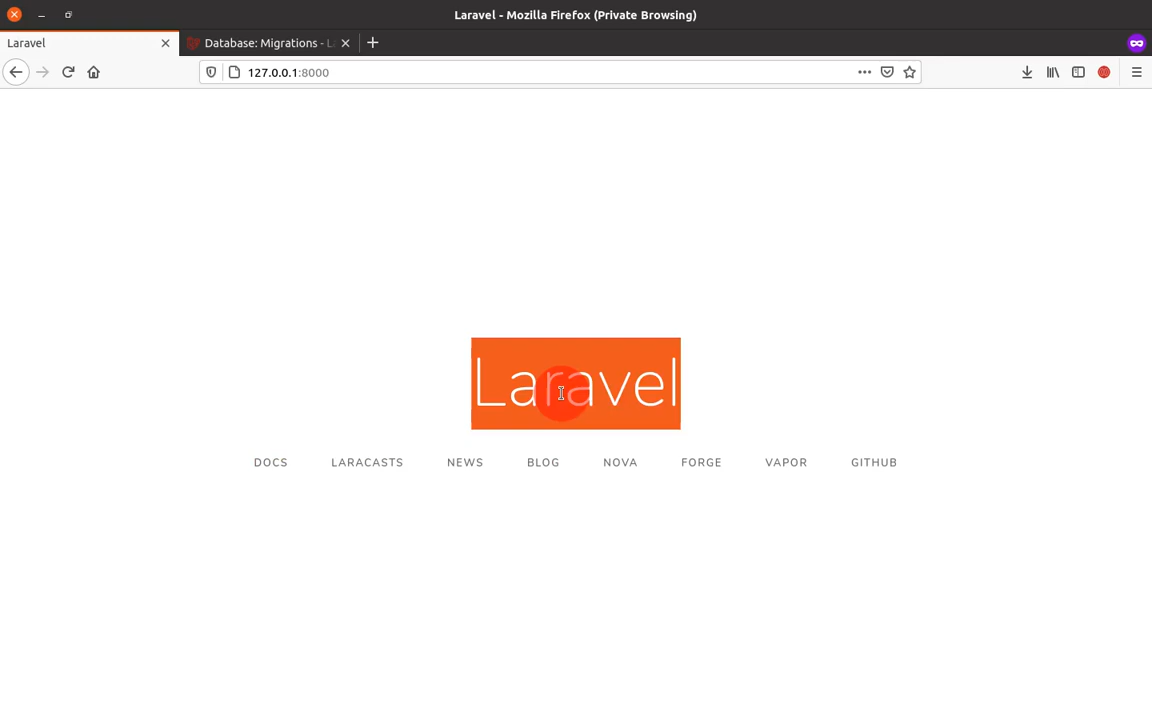 Laravel - Mozilla Firefox (Private Browsing)
Laravel
Database: Migrations - La
127.0.0.1:8000
Laravel
DOCS LARACASTS NEWS BLOG NOVA FORGE VAPOR GITHUB